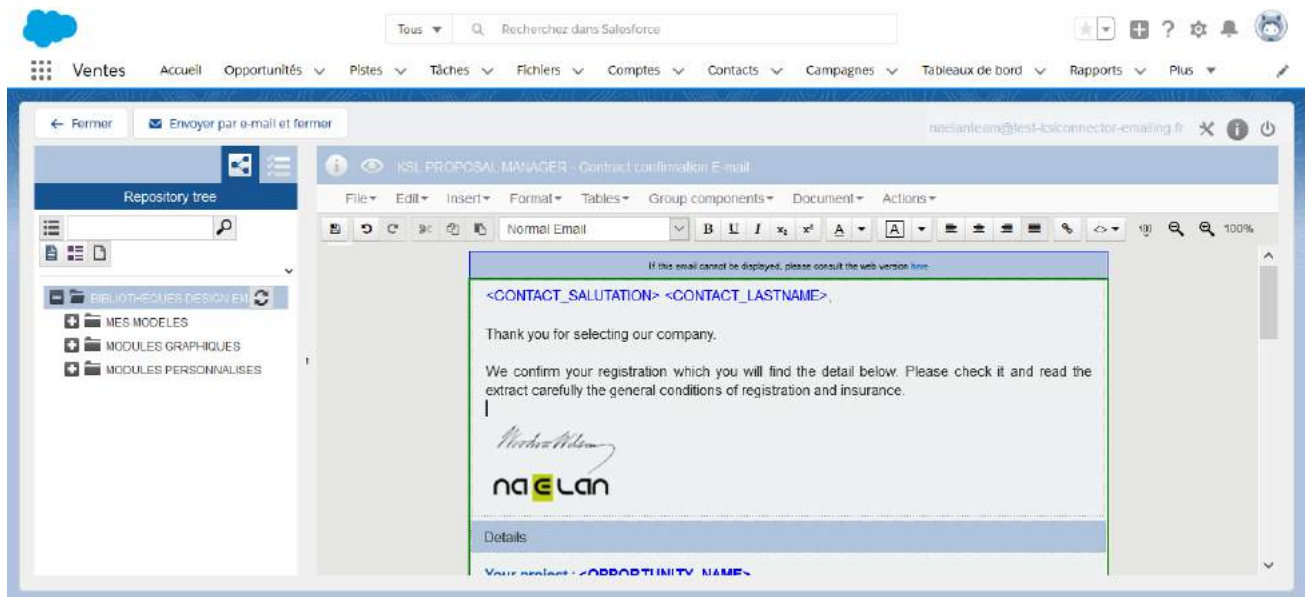 Tous Recherchez dans Salesforce
Ventes Accueil Opportunités Pistes Tâches Fichiers Comptes Contacts Campagnes Tableaux de bord Rapports Plus
Fermer Envoyer par e-mail et fermer
KSL PROPOSAL MANAGER - Contract confirmation E-mail
Repository tree
File Edit Insert Format Tables Group components Document Actions
Normal Email B U I x₂ x² A A 100%
If this email cannot be displayed, please consult the web version here
BIBLIOTHEQUES DESIGN EM
MES MODELES
MODULES GRAPHIQUES
MODULES PERSONNALISES
<CONTACT_SALUTATION> <CONTACT_LASTNAME>,
Thank you for selecting our company.
We confirm your registration which you will find the detail below. Please check it and read the
extract carefully the general conditions of registration and insurance.
naeLan
Details
Your project : <OPPORTUNITY_NAME>